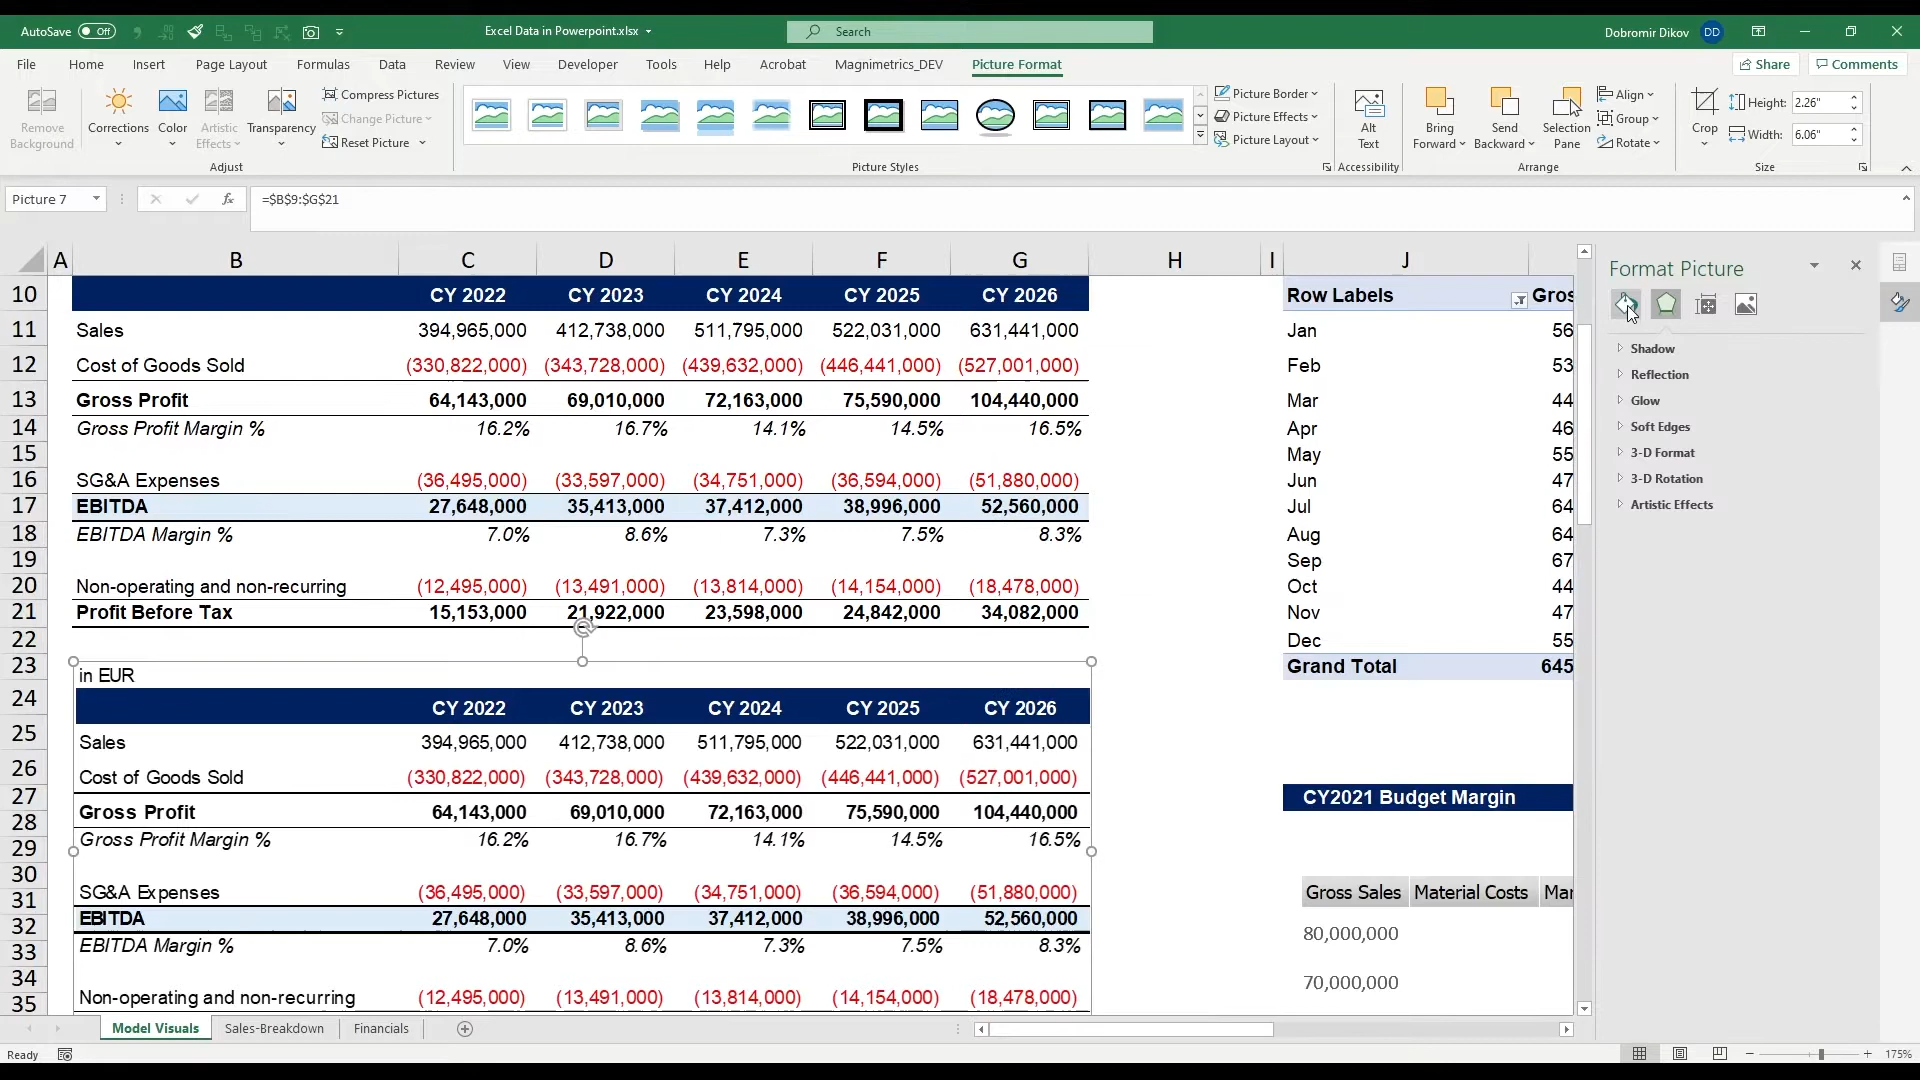 AutoSave Off Excel Data in Powerpoint.xlsx Search Dobromir Dikov DD
File Home Insert Page Layout Formulas Data Review View Developer Tools Help Acrobat Magnimetrics_DEV Picture Format Share Comments
Remove Background
Corrections
Color
Artistic Effects
Transparency
Compress Pictures
Change Picture
Reset Picture
Adjust
Picture Styles
Picture Border
Picture Effects
Picture Layout
Alt Text
Accessibility
Bring Forward
Send Backward
Selection Pane
Align
Group
Rotate
Arrange
Crop
Height: 2.26"
Width: 6.06"
Size
Picture 7 fx =$B$9:$G$21
A B C D E F G H I J
10 CY 2022 CY 2023 CY 2024 CY 2025 CY 2026
11 Sales 394,965,000 412,738,000 511,795,000 522,031,000 631,441,000
12 Cost of Goods Sold (330,822,000) (343,728,000) (439,632,000) (446,441,000) (527,001,000)
13 Gross Profit 64,143,000 69,010,000 72,163,000 75,590,000 104,440,000
14 Gross Profit Margin % 16.2% 16.7% 14.1% 14.5% 16.5%
15
16 SG&A Expenses (36,495,000) (33,597,000) (34,751,000) (36,594,000) (51,880,000)
17 EBITDA 27,648,000 35,413,000 37,412,000 38,996,000 52,560,000
18 EBITDA Margin % 7.0% 8.6% 7.3% 7.5% 8.3%
19
20 Non-operating and non-recurring (12,495,000) (13,491,000) (13,814,000) (14,154,000) (18,478,000)
21 Profit Before Tax 15,153,000 21,922,000 23,598,000 24,842,000 34,082,000
22
23 in EUR
24 CY 2022 CY 2023 CY 2024 CY 2025 CY 2026
25 Sales 394,965,000 412,738,000 511,795,000 522,031,000 631,441,000
26 Cost of Goods Sold (330,822,000) (343,728,000) (439,632,000) (446,441,000) (527,001,000)
27
28 Gross Profit 64,143,000 69,010,000 72,163,000 75,590,000 104,440,000
29 Gross Profit Margin % 16.2% 16.7% 14.1% 14.5% 16.5%
30
31 SG&A Expenses (36,495,000) (33,597,000) (34,751,000) (36,594,000) (51,880,000)
32 EBITDA 27,648,000 35,413,000 37,412,000 38,996,000 52,560,000
33 EBITDA Margin % 7.0% 8.6% 7.3% 7.5% 8.3%
34
35 Non-operating and non-recurring (12,495,000) (13,491,000) (13,814,000) (14,154,000) (18,478,000)
Row Labels Gros
Jan 56
Feb 53
Mar 44
Apr 46
May 55
Jun 47
Jul 64
Aug 64
Sep 67
Oct 44
Nov 47
Dec 55
Grand Total 645
CY2021 Budget Margin
Gross Sales Material Costs Mar
80,000,000
70,000,000
Format Picture
Shadow
Reflection
Glow
Soft Edges
3-D Format
3-D Rotation
Artistic Effects
Model Visuals Sales-Breakdown Financials
Ready 175%